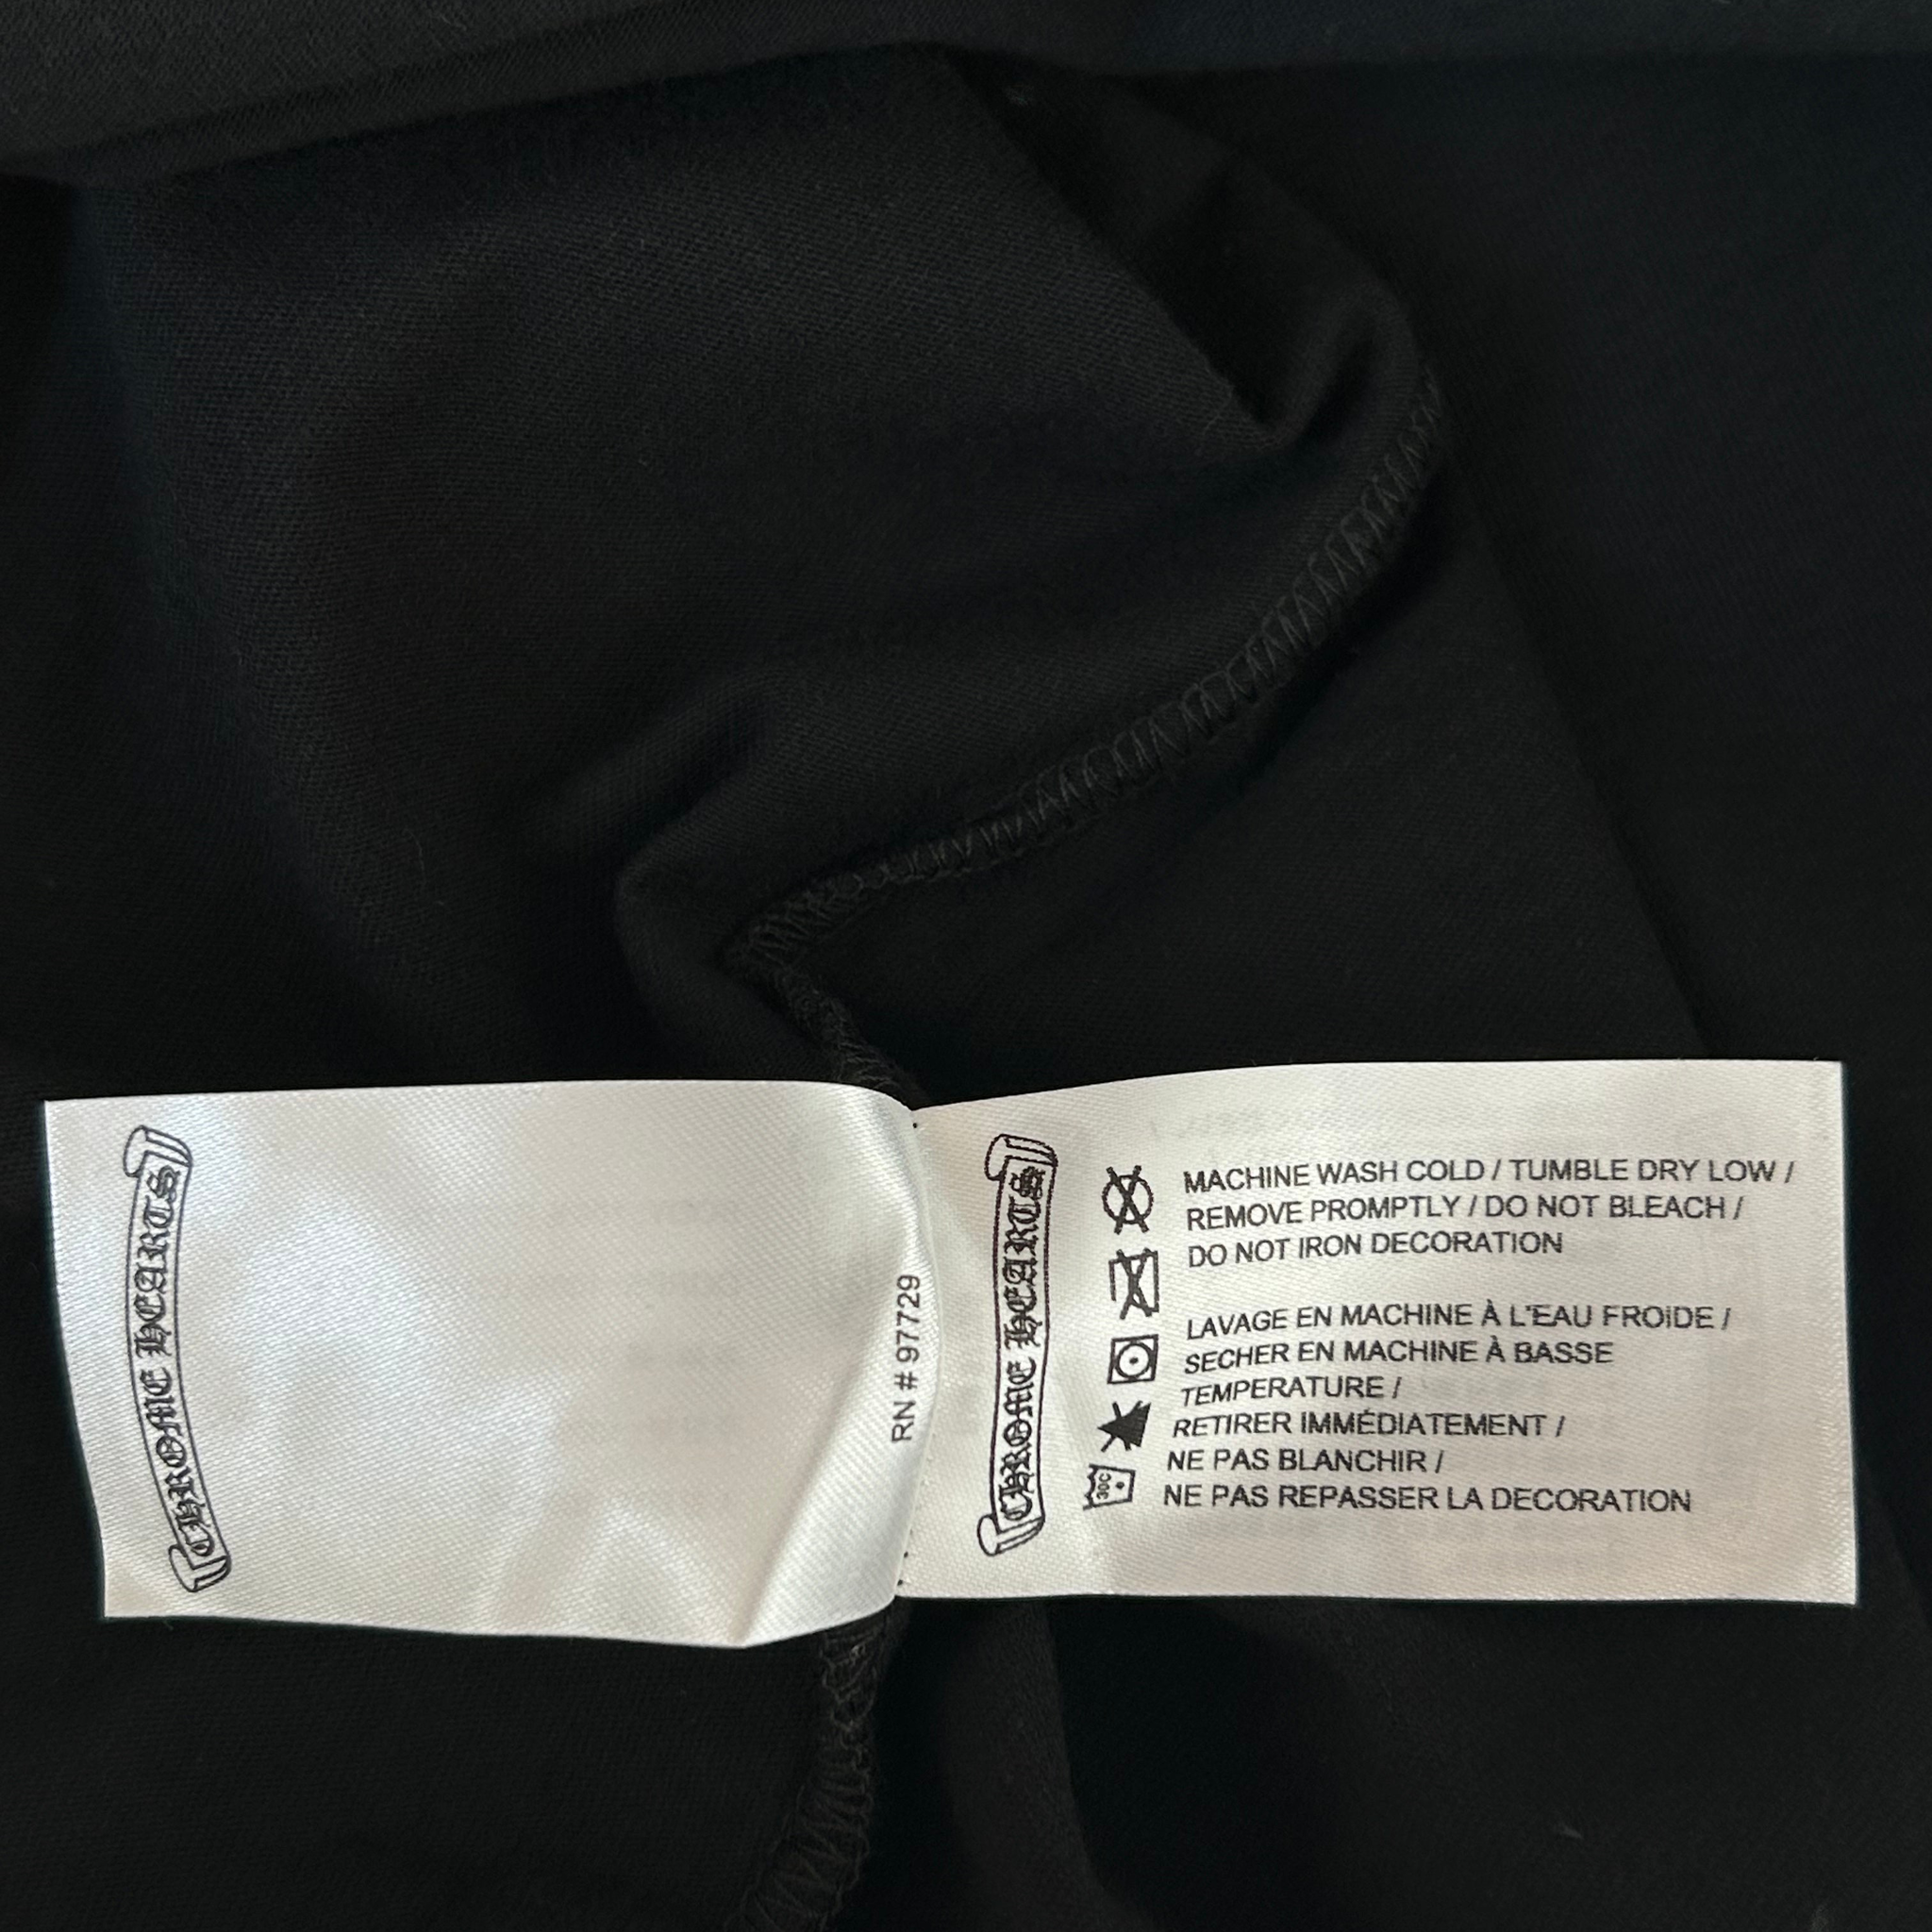 CHROME HEARTS
RN # 97729
CHROME HEARTS
MACHINE WASH COLD / TUMBLE DRY LOW /
REMOVE PROMPTLY / DO NOT BLEACH /
DO NOT IRON DECORATION
LAVAGE EN MACHINE À L'EAU FROIDE /
SECHER EN MACHINE À BASSE
TEMPERATURE /
RETIRER IMMÉDIATEMENT /
NE PAS BLANCHIR /
NE PAS REPASSER LA DECORATION
30C